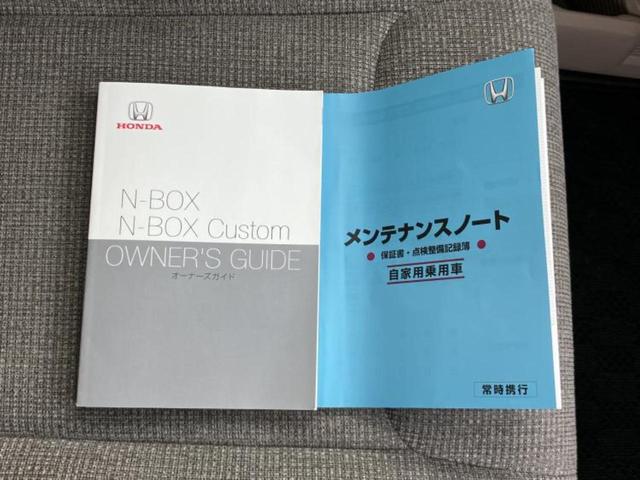 HONDA
N-BOX
N-BOX Custom
OWNER'S GUIDE
オーナーズガイド
メンテナンスノート
保証書・点検整備記録簿
自家用乗用車
常時携行